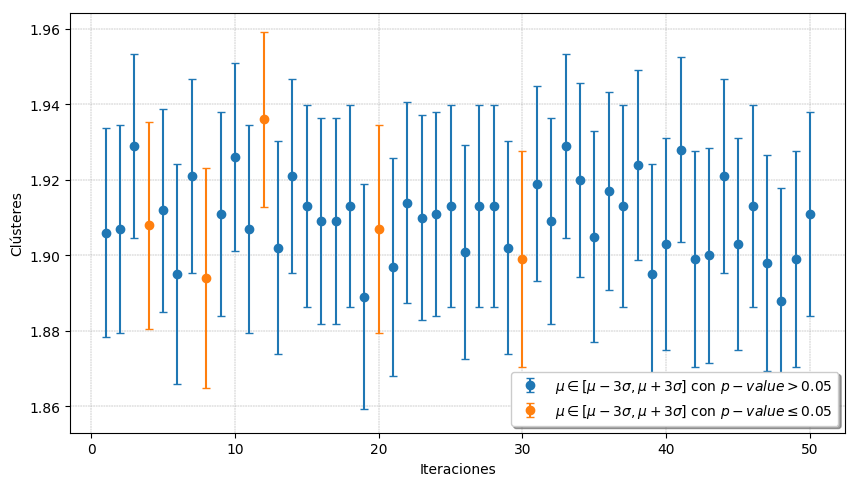 1.96
1.94
1.92
1.90
1.88
1.86
Clústeres
μ ∈ [μ − 3σ, μ + 3σ] con p − value > 0.05
μ ∈ [μ − 3σ, μ + 3σ] con p − value ≤ 0.05
0 10 20 30 40 50
Iteraciones